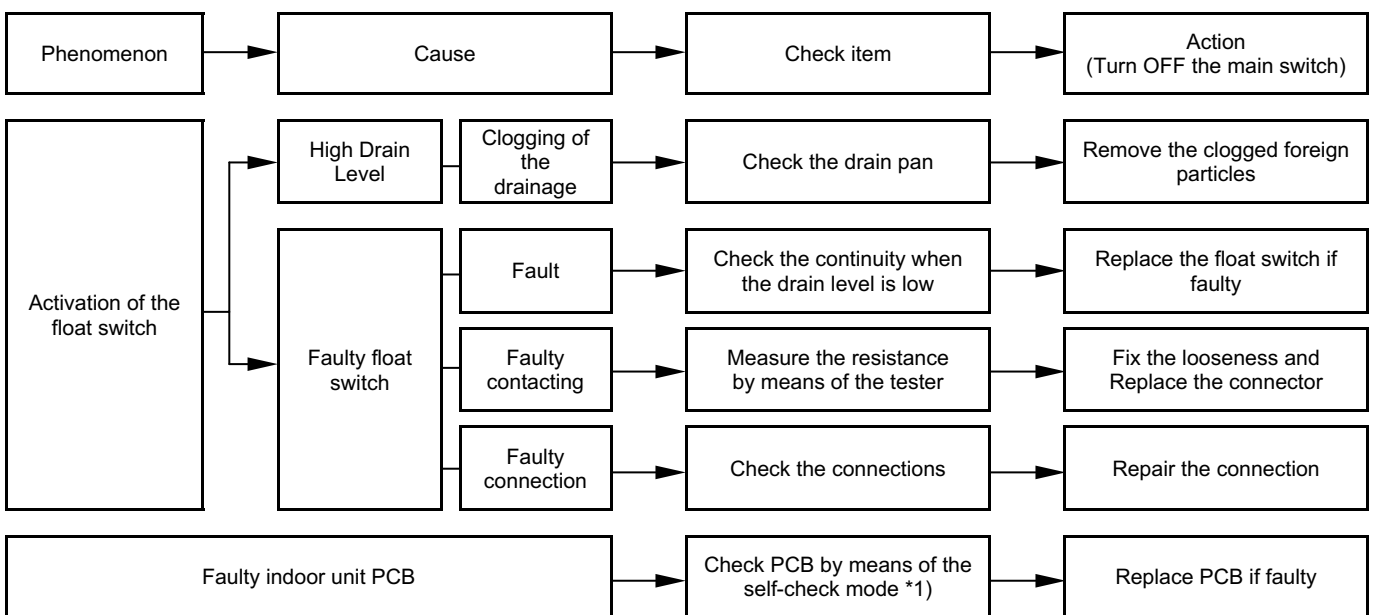 Phenomenon
Cause
Check item
Action
(Turn OFF the main switch)
Activation of the
float switch
High Drain
Level
Clogging of
the
drainage
Check the drain pan
Remove the clogged foreign
particles
Faulty float
switch
Fault
Check the continuity when
the drain level is low
Replace the float switch if
faulty
Faulty
contacting
Measure the resistance
by means of the tester
Fix the looseness and
Replace the connector
Faulty
connection
Check the connections
Repair the connection
Faulty indoor unit PCB
Check PCB by means of the
self-check mode *1)
Replace PCB if faulty